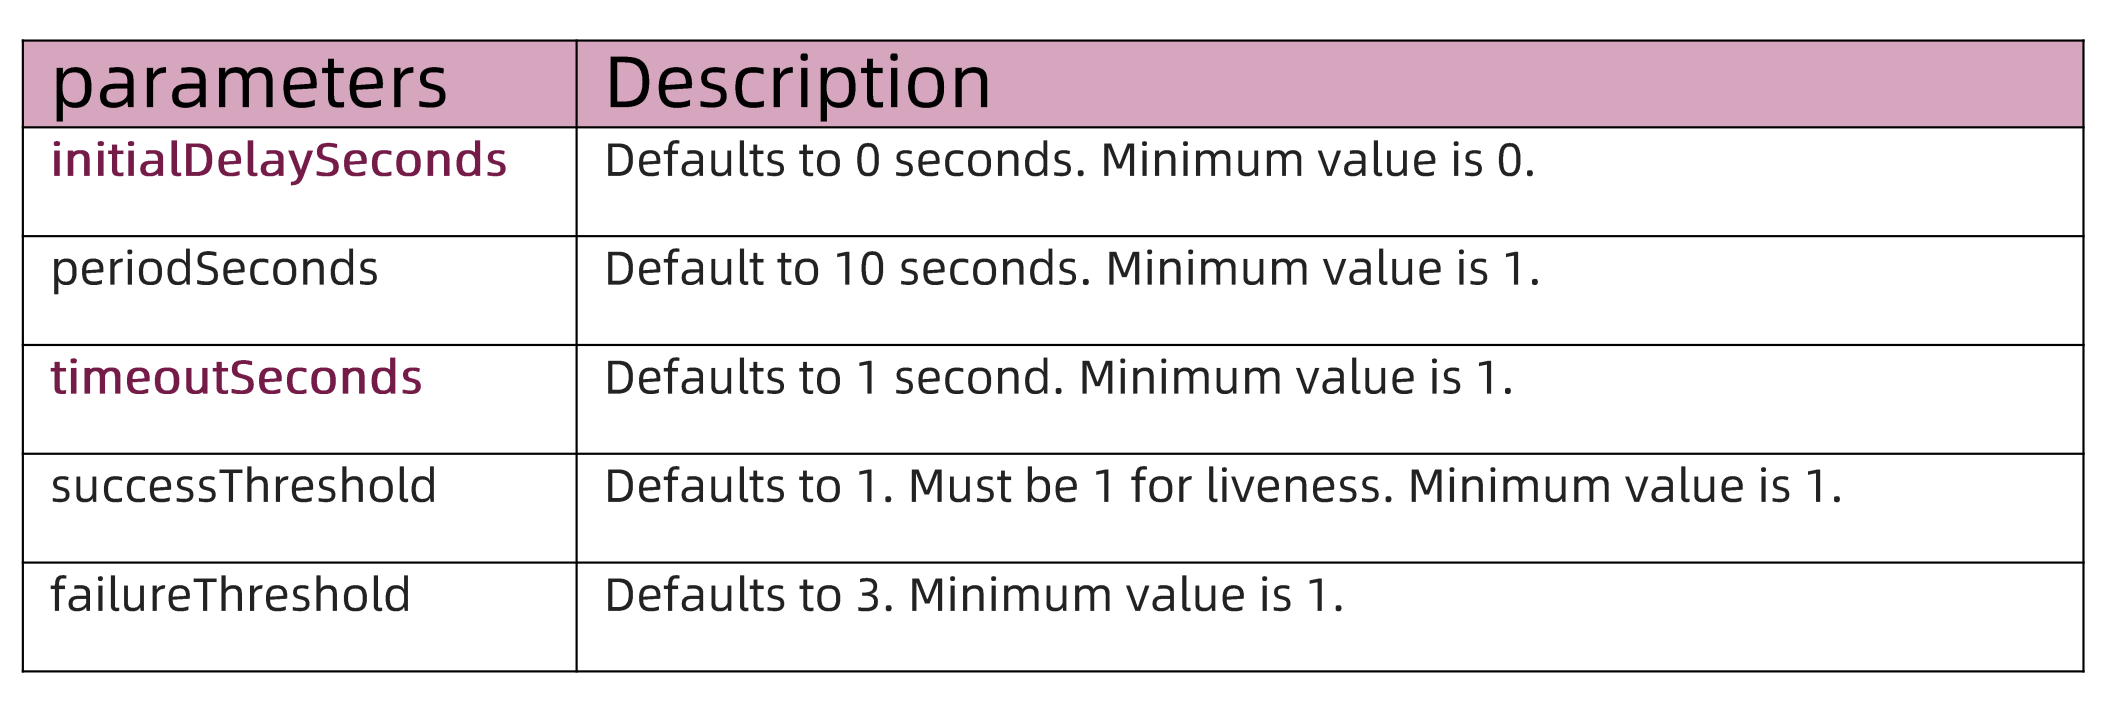 parameters Description
initialDelaySeconds Defaults to 0 seconds. Minimum value is 0.
periodSeconds Default to 10 seconds. Minimum value is 1.
timeoutSeconds Defaults to 1 second. Minimum value is 1.
successThreshold Defaults to 1. Must be 1 for liveness. Minimum value is 1.
failureThreshold Defaults to 3. Minimum value is 1.